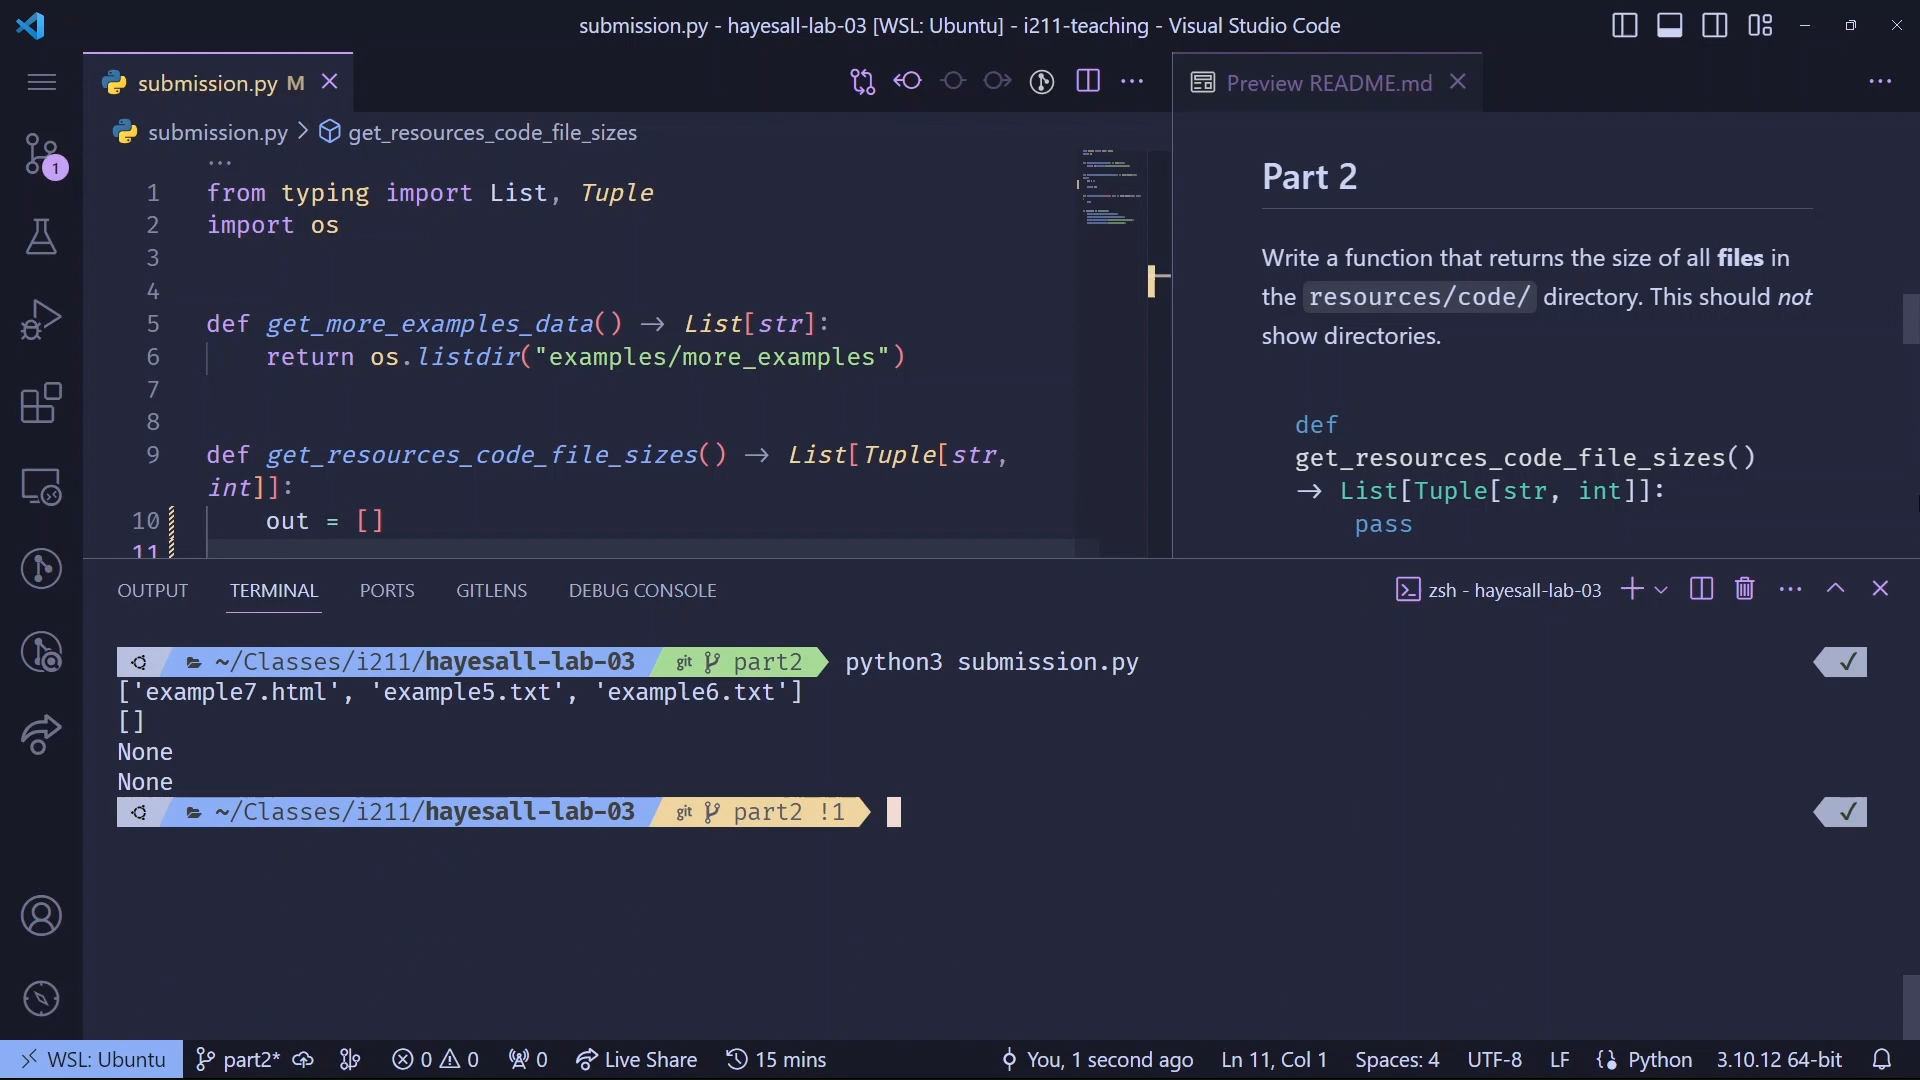 submission.py - hayesall-lab-03 [WSL: Ubuntu] - i211-teaching - Visual Studio Code
submission.py M
Preview README.md
submission.py > get_resources_code_file_sizes
...
1 from typing import List, Tuple
2 import os
3
4
5 def get_more_examples_data() → List[str]:
6 return os.listdir("examples/more_examples")
7
8
9 def get_resources_code_file_sizes() → List[Tuple[str,
int]]:
10 out = []
11
Part 2
Write a function that returns the size of all files in
the resources/code/ directory. This should not
show directories.
def
get_resources_code_file_sizes()
→ List[Tuple[str, int]]:
pass
1
OUTPUT TERMINAL PORTS GITLENS DEBUG CONSOLE
zsh - hayesall-lab-03
~/Classes/i211/hayesall-lab-03 git part2 python3 submission.py ✓
['example7.html', 'example5.txt', 'example6.txt']
[]
None
None
~/Classes/i211/hayesall-lab-03 git part2 !1 ✓
WSL: Ubuntu part2* 0 0 0 Live Share 15 mins You, 1 second ago Ln 11, Col 1 Spaces: 4 UTF-8 LF Python 3.10.12 64-bit